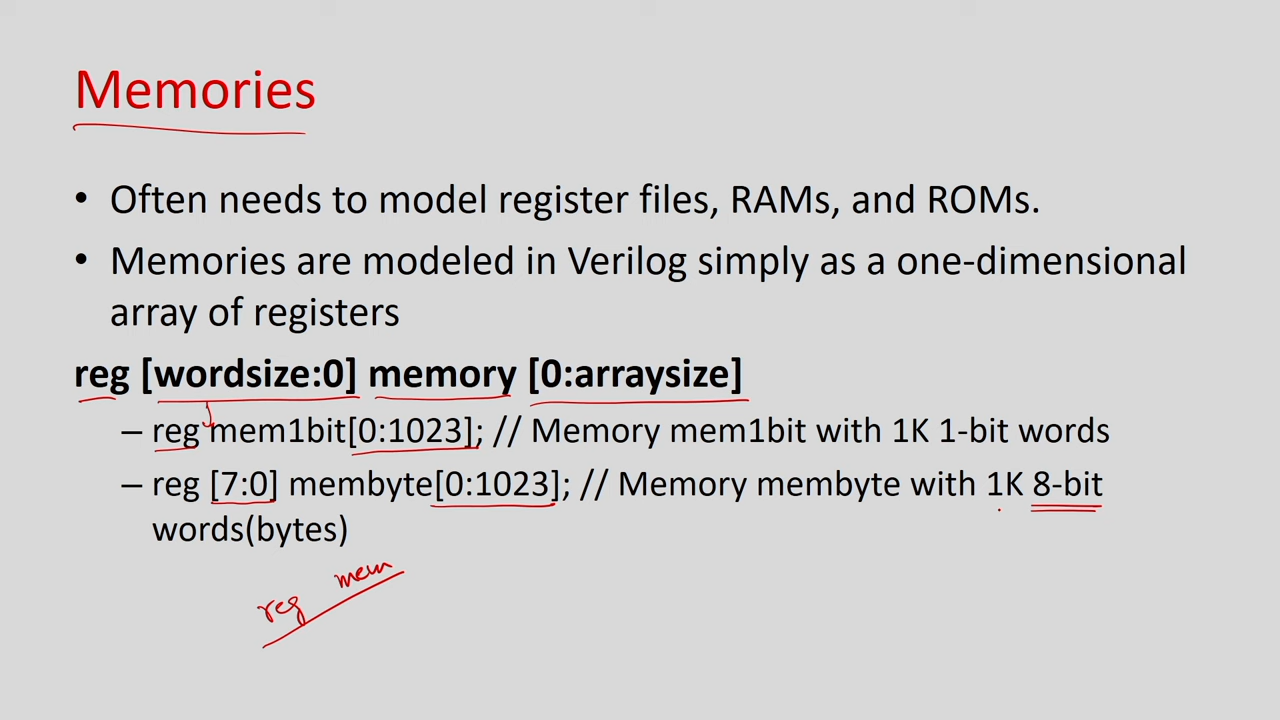 Memories
• Often needs to model register files, RAMs, and ROMs.
• Memories are modeled in Verilog simply as a one-dimensional
array of registers
reg [wordsize:0] memory [0:arraysize]
– reg mem1bit[0:1023]; // Memory mem1bit with 1K 1-bit words
– reg [7:0] membyte[0:1023]; // Memory membyte with 1K 8-bit
words(bytes)
reg mem